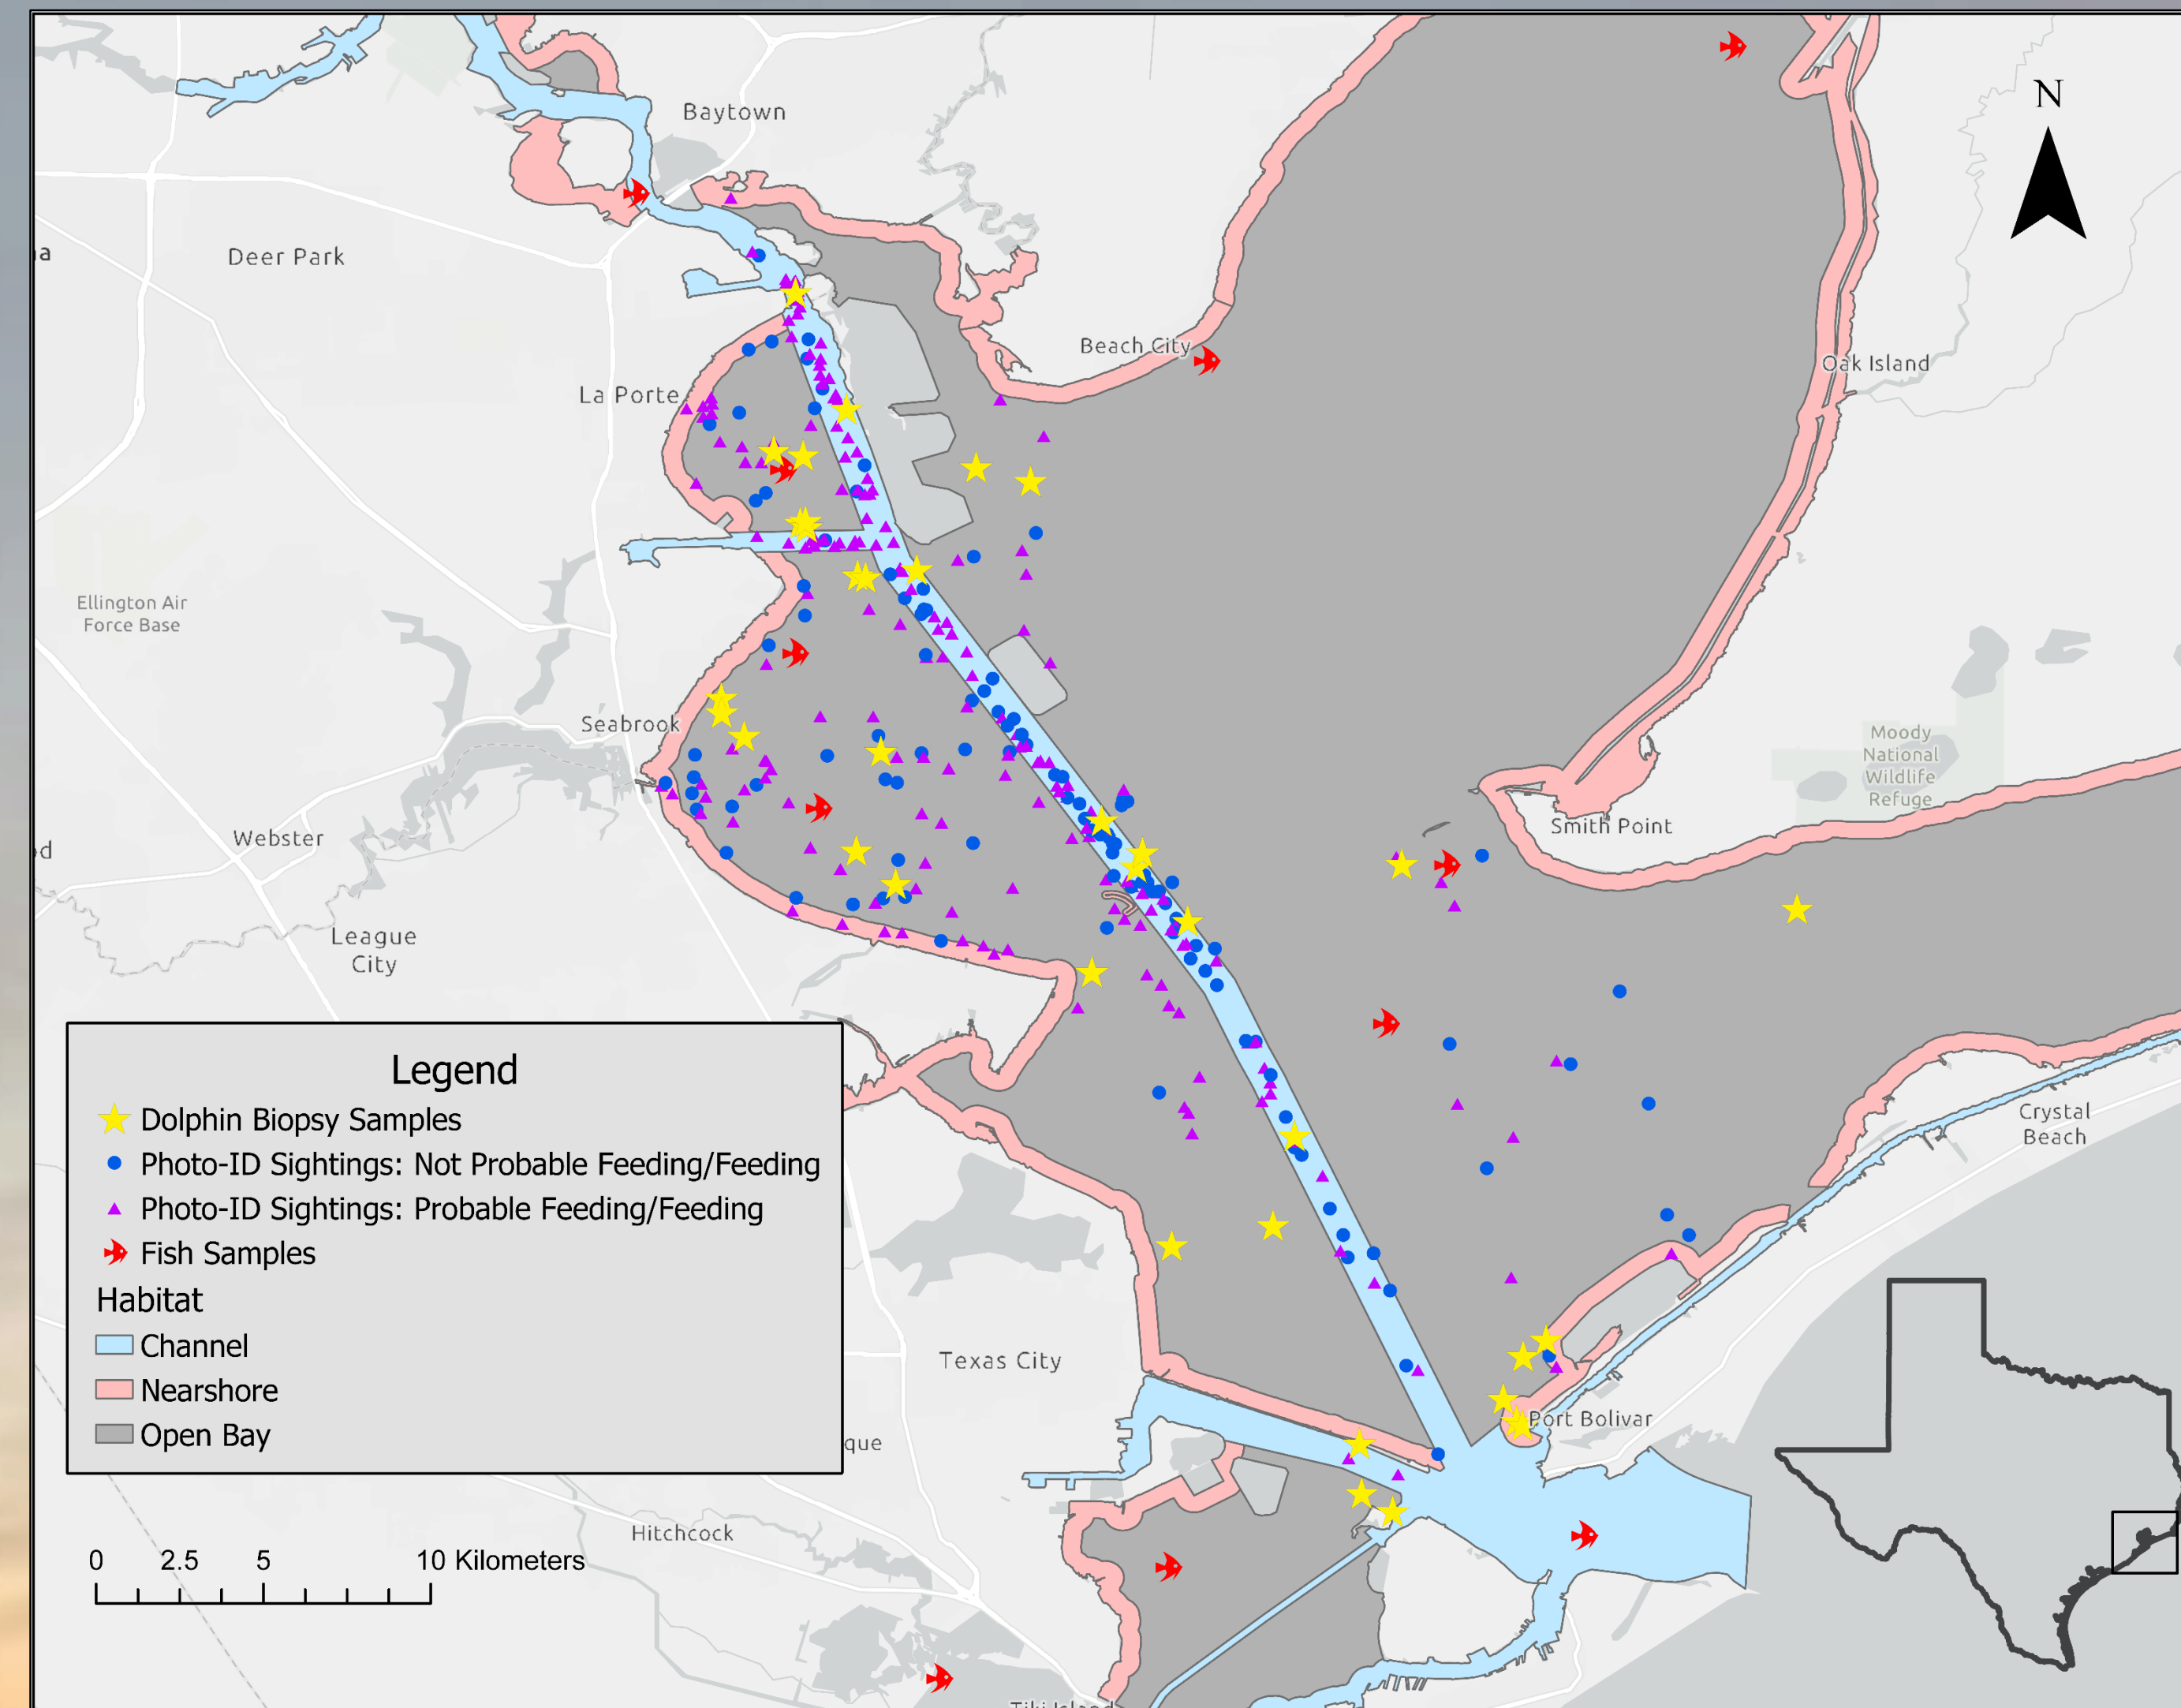 N
Baytown
Deer Park
Beach City
Oak Island
La Porte
Ellington Air
Force Base
Seabrook
Moody
National
Wildlife
Refuge
Smith Point
Webster
League
City
Legend
Dolphin Biopsy Samples
Photo-ID Sightings: Not Probable Feeding/Feeding
Photo-ID Sightings: Probable Feeding/Feeding
Fish Samples
Habitat
Channel
Nearshore
Open Bay
Crystal
Beach
Texas City
Port Bolivar
que
Hitchcock
0 2.5 5 10 Kilometers
Tiki Island